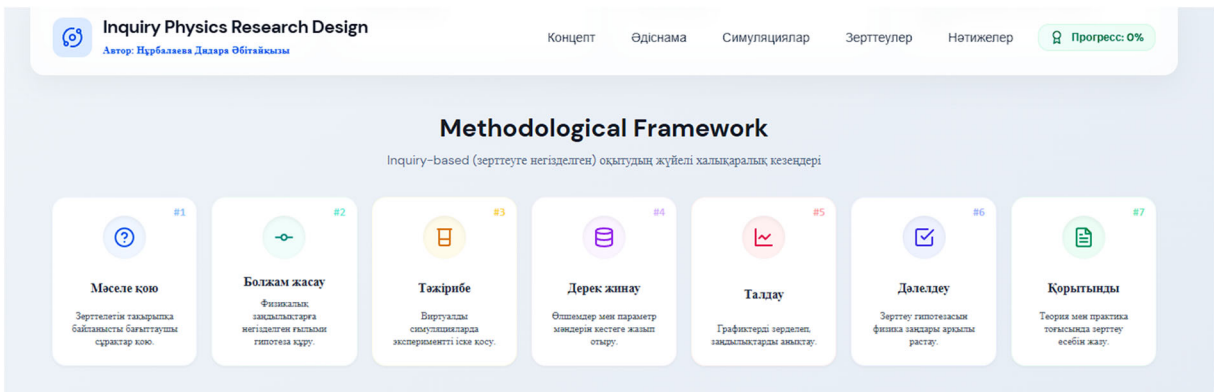 Inquiry Physics Research Design
Автор: Нұрбалаева Дидара Әбітайқызы
Концепт
Әдіснама
Симуляциялар
Зерттеулер
Нәтижелер
Прогресс: 0%
Methodological Framework
Inquiry-based (зерттеуге негізделген) оқытудың жүйелі халықаралық кезеңдері
#1
Мәселе қою
Зерттелетін тақырыпқа
байланысты бағыттаушы
сұрақтар қою.
#2
Болжам жасау
Физикалық
заңдылықтарға
негізделген ғылыми
гипотеза құру.
#3
Тәжірибе
Виртуалды
симуляцияларда
экспериментті іске қосу.
#4
Дерек жинау
Өлшемдер мен параметр
мәндерін кестеге жазып
отыру.
#5
Талдау
Графиктерді зерделеп,
заңдылықтарды анықтау.
#6
Дәлелдеу
Зерттеу гипотезасын
физика заңдары арқылы
растау.
#7
Қорытынды
Теория мен практика
тоғысында зерттеу
есебін жазу.